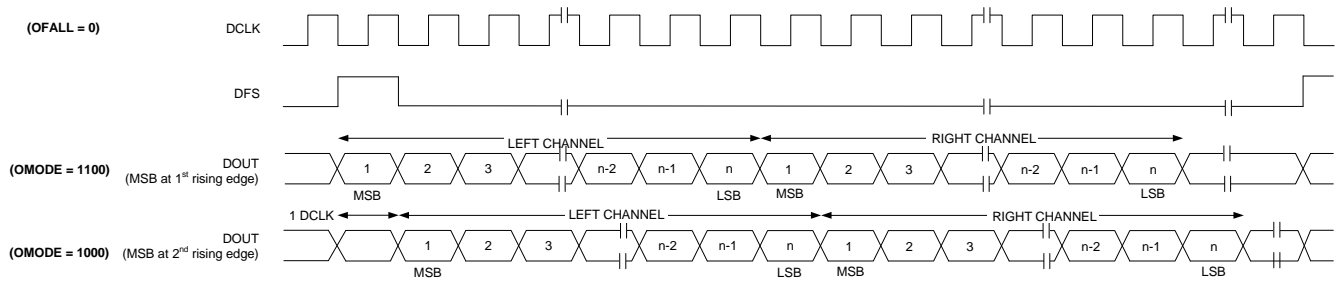 (OFALL = 0) DCLK
DFS
LEFT CHANNEL RIGHT CHANNEL
(OMODE = 1100) DOUT 1 2 3 n-2 n-1 n 1 2 3 n-2 n-1 n
(MSB at 1st rising edge)
MSB LSB MSB LSB
1 DCLK LEFT CHANNEL RIGHT CHANNEL
DOUT 1 2 3 n-2 n-1 n 1 2 3 n-2 n-1 n
(OMODE = 1000) (MSB at 2nd rising edge)
MSB LSB MSB LSB